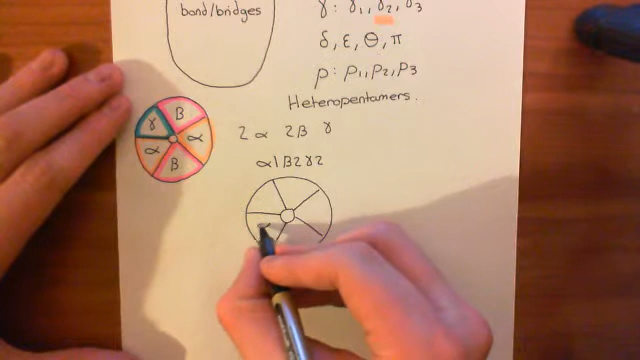 bond/bridges
γ: γ1, γ2, γ3
δ, ε, θ, π
ρ: ρ1, ρ2, ρ3
Heteropentamers.
γ β
α α
β
2α 2β γ
α1β2γ2